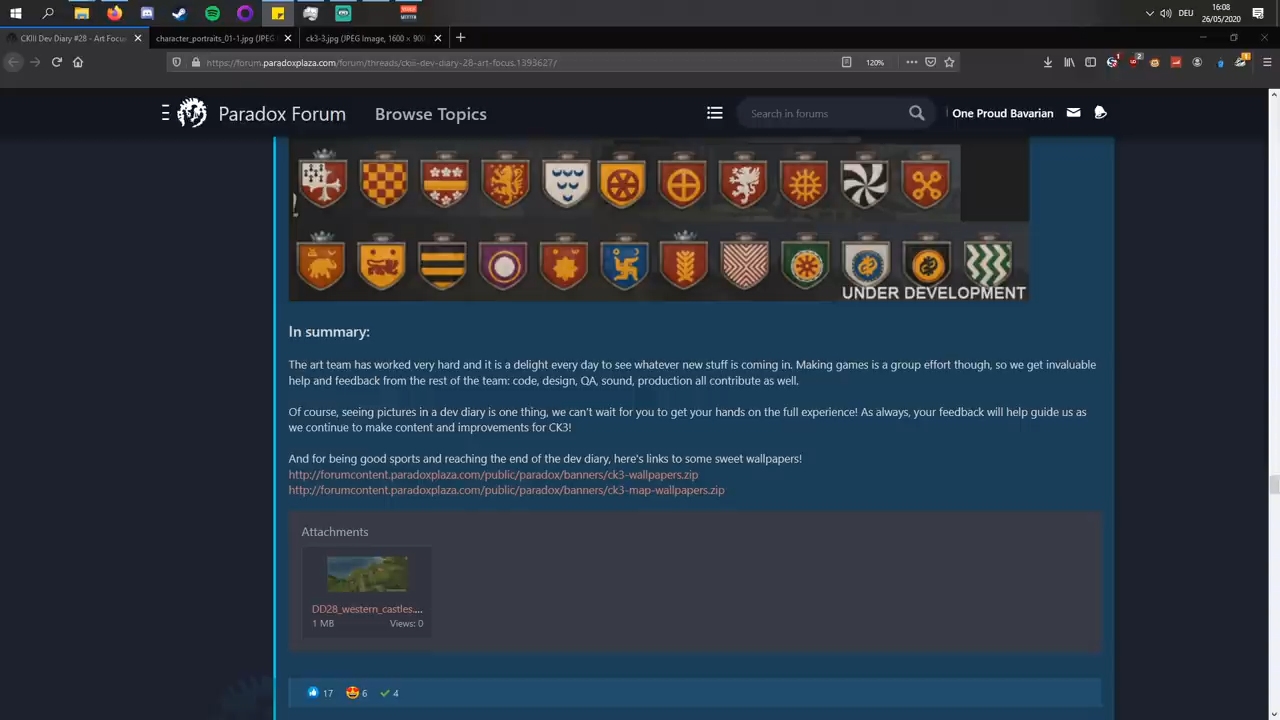 DEU
16:08
26/05/2020
CKIII Dev Diary #28 - Art Focu
character_portraits_01-1.jpg (JPEG I
ck3-3.jpg (JPEG Image, 1600 × 900
https://forum.paradoxplaza.com/forum/threads/ckiii-dev-diary-28-art-focus.1393627/
120%
Paradox Forum
Browse Topics
Search in forums
One Proud Bavarian
UNDER DEVELOPMENT
In summary:
The art team has worked very hard and it is a delight every day to see whatever new stuff is coming in. Making games is a group effort though, so we get invaluable
help and feedback from the rest of the team: code, design, QA, sound, production all contribute as well.
Of course, seeing pictures in a dev diary is one thing, we can't wait for you to get your hands on the full experience! As always, your feedback will help guide us as
we continue to make content and improvements for CK3!
And for being good sports and reaching the end of the dev diary, here's links to some sweet wallpapers!
http://forumcontent.paradoxplaza.com/public/paradox/banners/ck3-wallpapers.zip
http://forumcontent.paradoxplaza.com/public/paradox/banners/ck3-map-wallpapers.zip
Attachments
DD28_western_castles....
1 MB
Views: 0
17
6
4